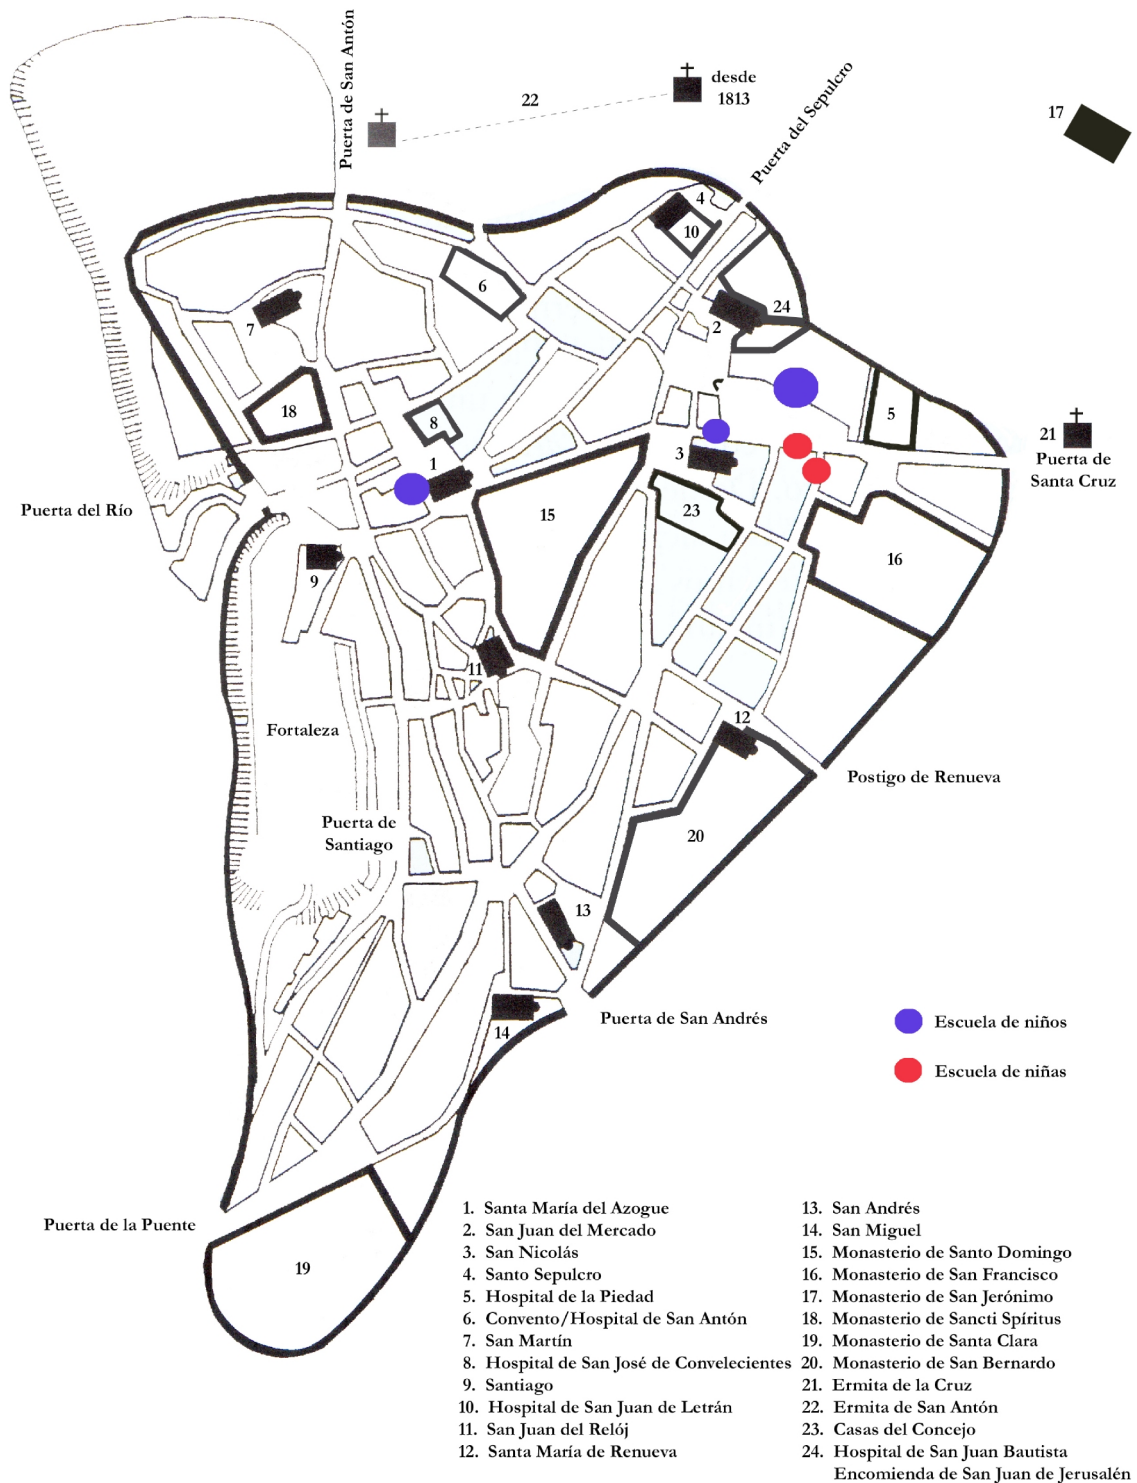 Puerta de San Antón
22
desde
1813
Puerta del Sepulcro
17
4
10
6
24
7
2
18
8
5
21
Puerta de
Santa Cruz
1
3
Puerta del Río
15
23
16
9
11
12
Fortaleza
Postigo de Renueva
Puerta de
Santiago
20
13
14
Puerta de San Andrés
Escuela de niños
Escuela de niñas
Puerta de la Puente
19
1. Santa María del Azogue
2. San Juan del Mercado
3. San Nicolás
4. Santo Sepulcro
5. Hospital de la Piedad
6. Convento/Hospital de San Antón
7. San Martín
8. Hospital de San José de Convelecientes
9. Santiago
10. Hospital de San Juan de Letrán
11. San Juan del Relój
12. Santa María de Renueva
13. San Andrés
14. San Miguel
15. Monasterio de Santo Domingo
16. Monasterio de San Francisco
17. Monasterio de San Jerónimo
18. Monasterio de Sancti Spíritus
19. Monasterio de Santa Clara
20. Monasterio de San Bernardo
21. Ermita de la Cruz
22. Ermita de San Antón
23. Casas del Concejo
24. Hospital de San Juan Bautista
Encomienda de San Juan de Jerusalén